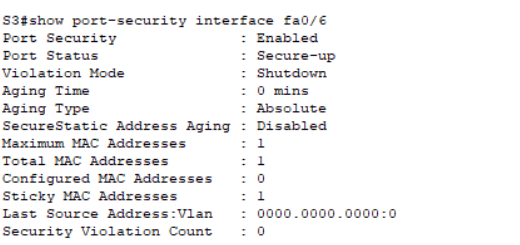 S3#show port-security interface fa0/6
Port Security : Enabled
Port Status : Secure-up
Violation Mode : Shutdown
Aging Time : 0 mins
Aging Type : Absolute
SecureStatic Address Aging : Disabled
Maximum MAC Addresses : 1
Total MAC Addresses : 1
Configured MAC Addresses : 0
Sticky MAC Addresses : 1
Last Source Address:Vlan : 0000.0000.0000:0
Security Violation Count : 0